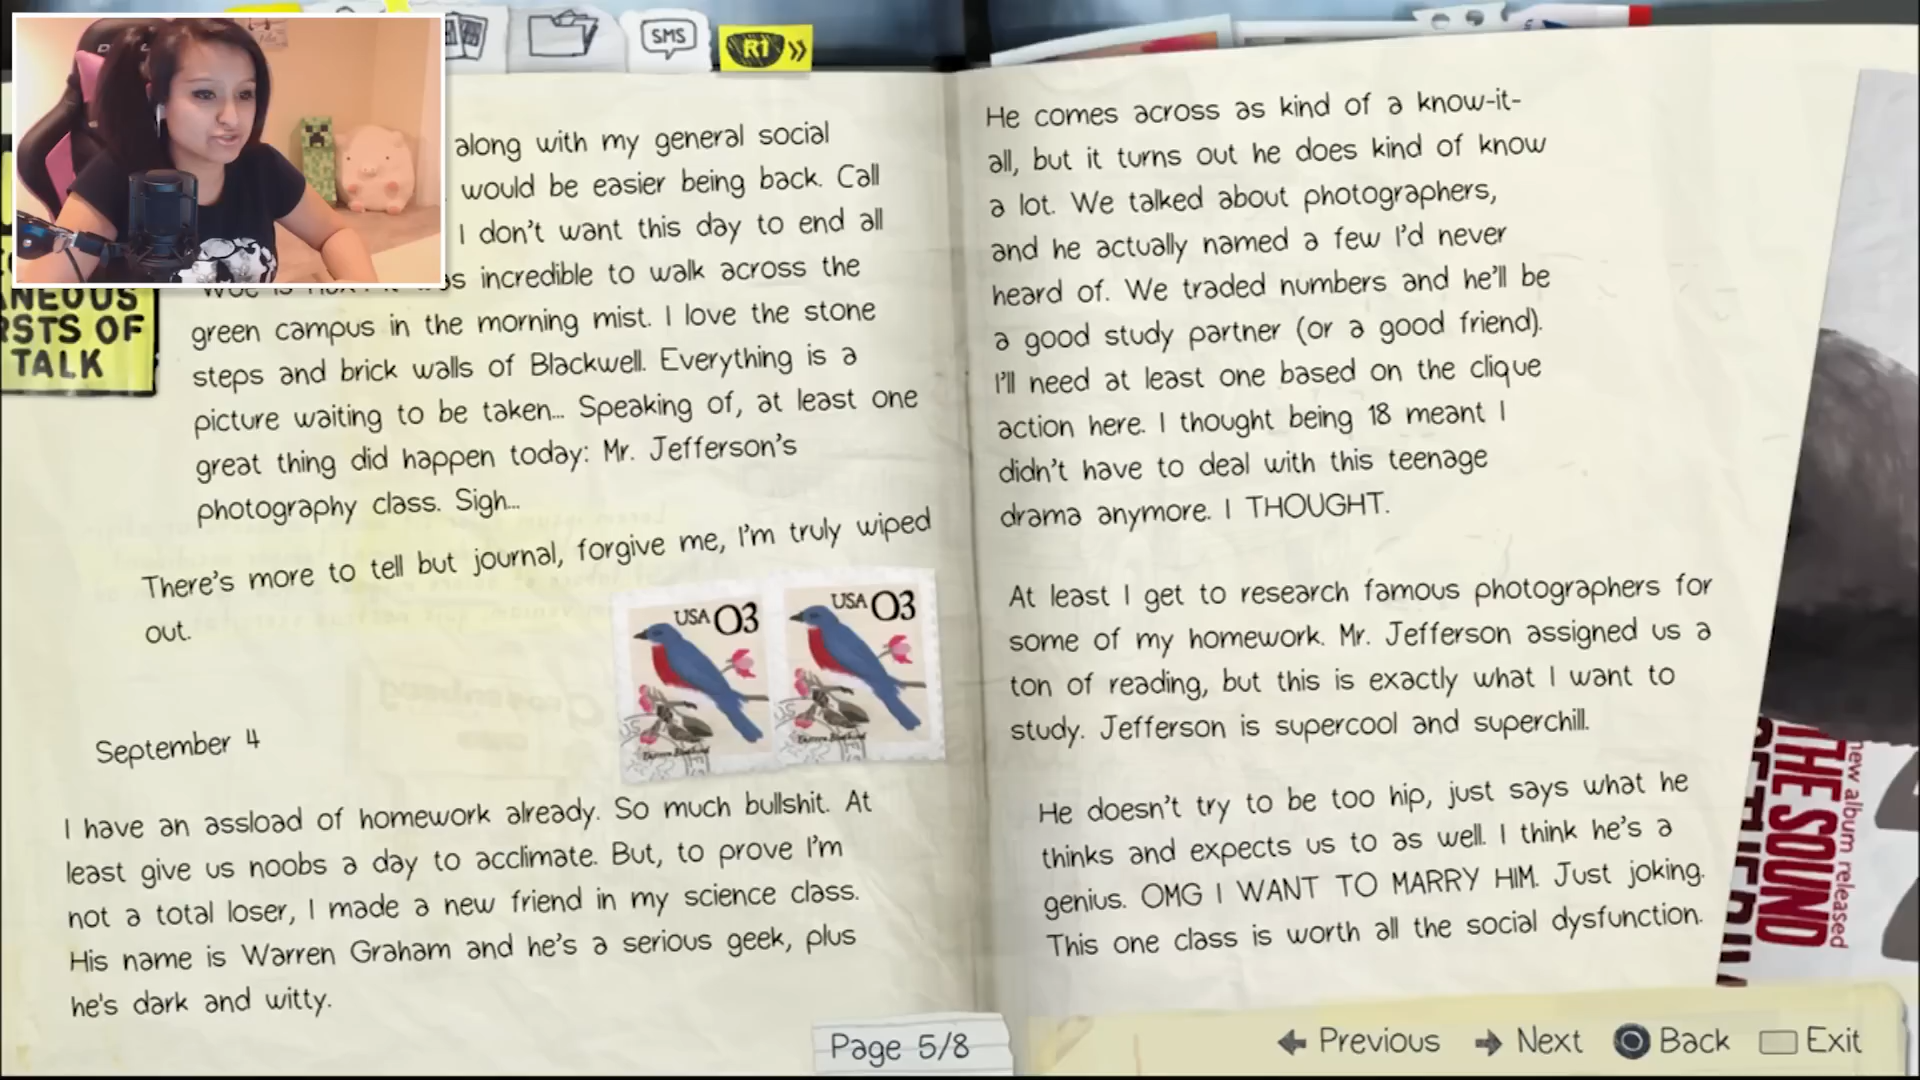 SMS
R1
along with my general social
would be easier being back. Call
I don't want this day to end all
incredible to walk across the
green campus in the morning mist. I love the stone
steps and brick walls of Blackwell. Everything is a
picture waiting to be taken... Speaking of, at least one
great thing did happen today: Mr. Jefferson's
photography class. Sigh...
There's more to tell but journal, forgive me, I'm truly wiped
out.
TALK
USA 03
USA 03
September 4
I have an assload of homework already. So much bullshit. At
least give us noobs a day to acclimate. But, to prove I'm
not a total loser, I made a new friend in my science class.
His name is Warren Graham and he's a serious geek, plus
he's dark and witty.
He comes across as kind of a know-it-
all, but it turns out he does kind of know
a lot. We talked about photographers,
and he actually named a few I'd never
heard of. We traded numbers and he'll be
a good study partner (or a good friend).
I'll need at least one based on the clique
action here. I thought being 18 meant I
didn't have to deal with this teenage
drama anymore. I THOUGHT.
At least I get to research famous photographers for
some of my homework. Mr. Jefferson assigned us a
ton of reading, but this is exactly what I want to
study. Jefferson is supercool and superchill.
He doesn't try to be too hip, just says what he
thinks and expects us to as well. I think he's a
genius. OMG I WANT TO MARRY HIM. Just joking.
This one class is worth all the social dysfunction.
new album released
THE SOUND
Page 5/8
Previous
Next
Back
Exit